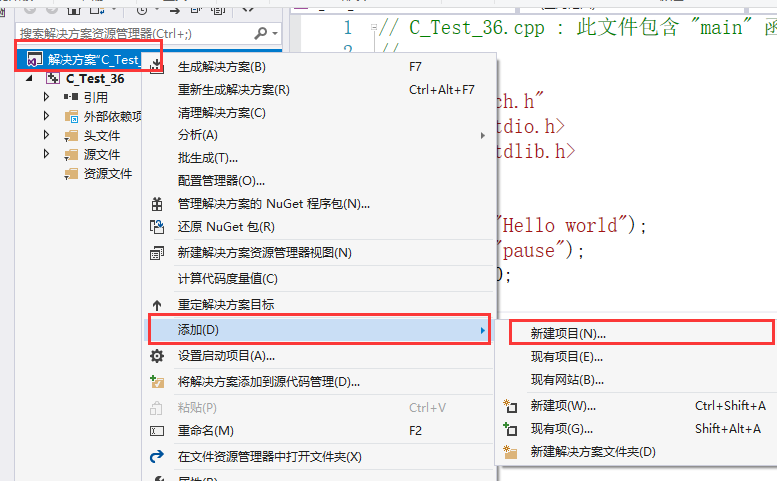 搜索解决方案资源管理器(Ctrl+;)
解决方案"C_Test_
C_Test_36
引用
外部依赖项
头文件
源文件
资源文件
1 // C_Test_36.cpp : 此文件包含 "main" 函
2 //
ch.h"
tdio.h>
tdlib.h>
"Hello world");
"pause");
0;
生成解决方案(B) F7
重新生成解决方案(R) Ctrl+Alt+F7
清理解决方案(C)
分析(A)
批生成(T)...
配置管理器(O)...
管理解决方案的 NuGet 程序包(N)...
还原 NuGet 包(R)
新建解决方案资源管理器视图(N)
计算代码度量值(C)
重定解决方案目标
添加(D)
设置启动项目(A)...
将解决方案添加到源代码管理(D)...
粘贴(P) Ctrl+V
重命名(M) F2
在文件资源管理器中打开文件夹(X)
新建项目(N)...
现有项目(E)...
现有网站(B)...
新建项(W)... Ctrl+Shift+A
现有项(G)... Shift+Alt+A
新建解决方案文件夹(D)